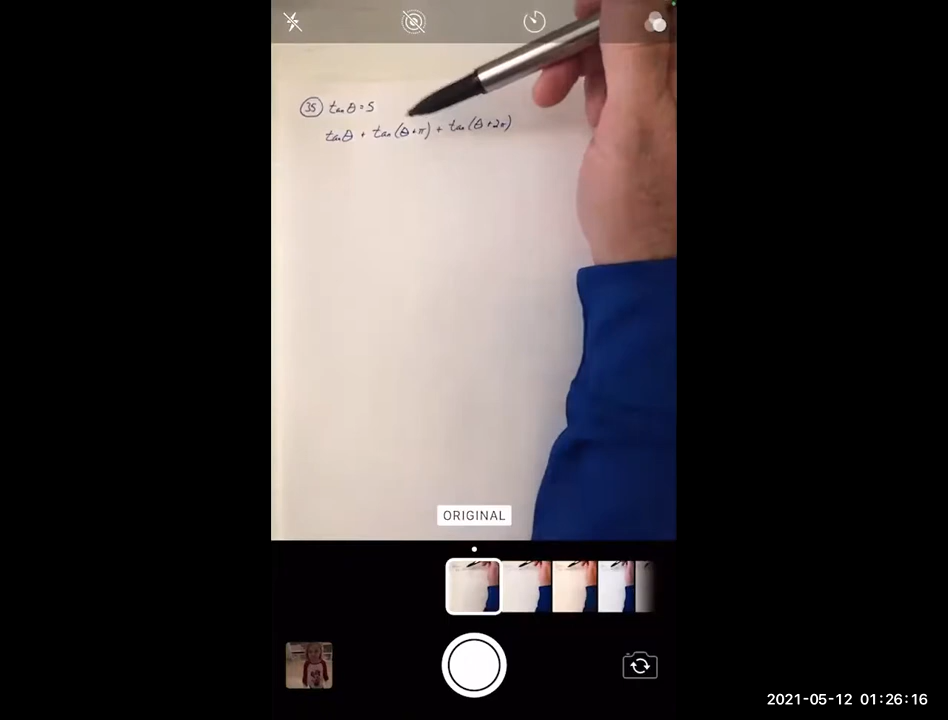 35 tan θ = 5
tan θ + tan (θ + π) + tan (θ + 2π)
ORIGINAL
2021-05-12 01:26:16